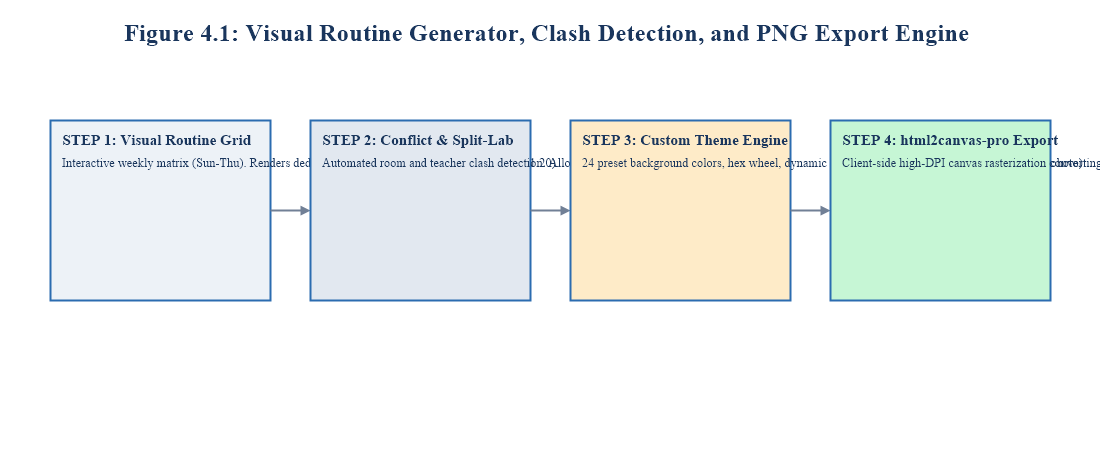 Figure 4.1: Visual Routine Generator, Clash Detection, and PNG Export Engine
STEP 1: Visual Routine Grid
Interactive weekly matrix (Sun-Thu). Renders ded
STEP 2: Conflict & Split-Lab
Automated room and teacher clash detection. Allo
STEP 3: Custom Theme Engine
24 preset background colors, hex wheel, dynamic
STEP 4: html2canvas-pro Export
Client-side high-DPI canvas rasterization